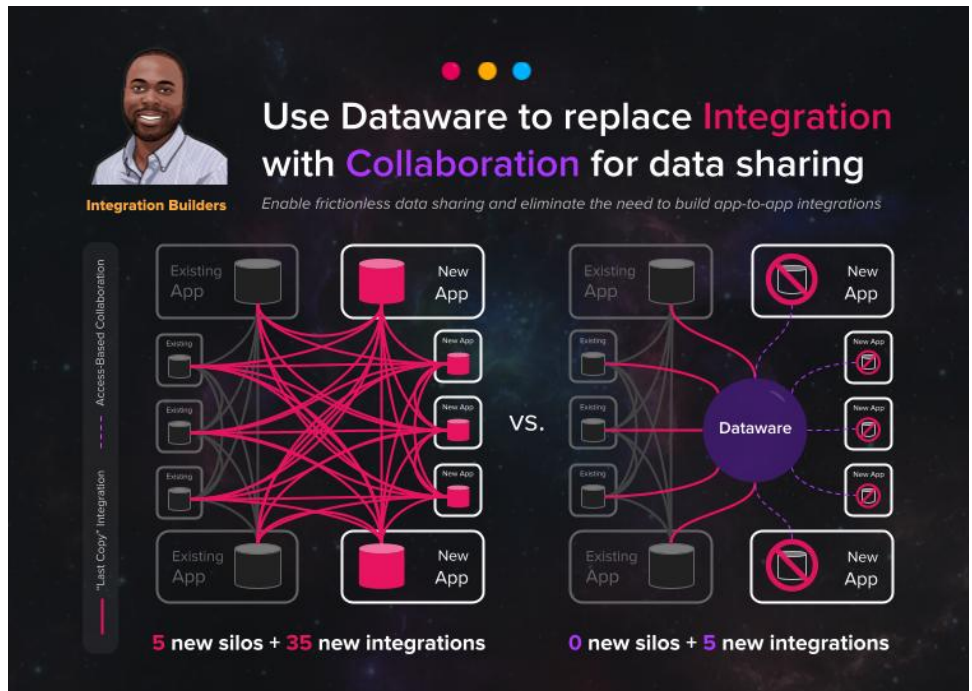 Use Dataware to replace Integration
with Collaboration for data sharing
Integration Builders
Enable frictionless data sharing and eliminate the need to build app-to-app integrations
"Last Copy" Integration
Access-Based Collaboration
Existing
App
New
App
Existing
New App
Existing
New App
Existing
New App
Existing
App
New
App
5 new silos + 35 new integrations
vs.
Existing
App
New
App
Existing
New App
Existing
New App
Existing
New App
Dataware
Existing
App
New
App
0 new silos + 5 new integrations